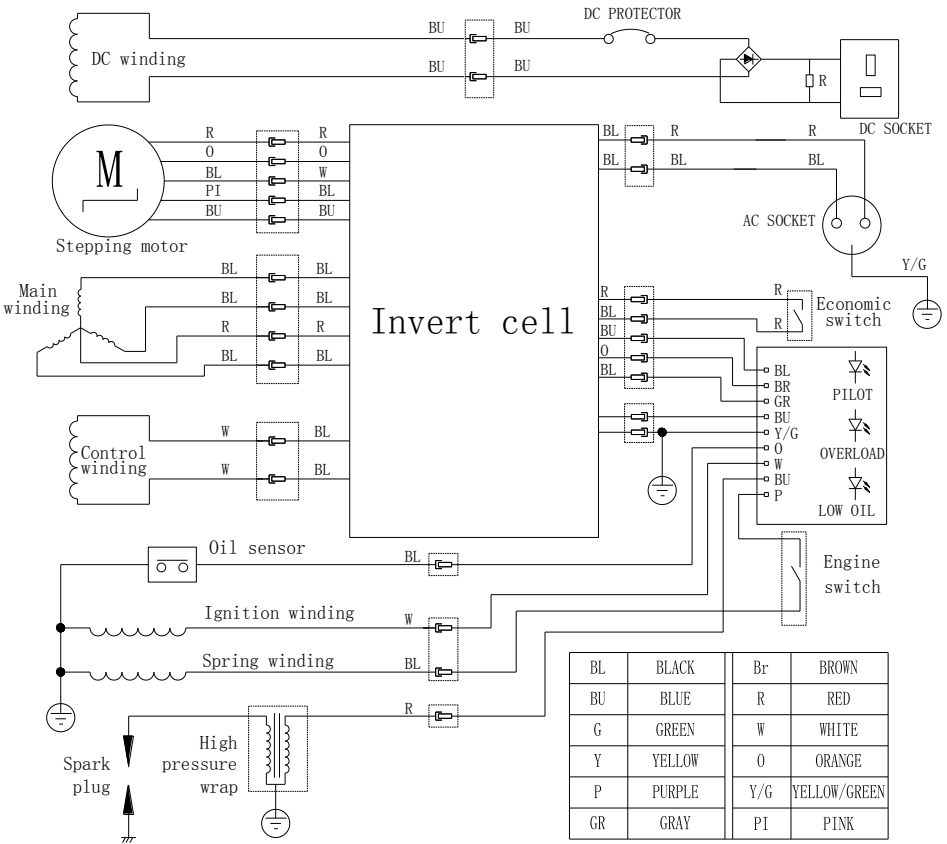 DC PROTECTOR
BU BU
DC winding
BU BU
R
DC SOCKET
R R
O O
BL W
PI BL
BU BU
M
Stepping motor
BL R R
BL BL BL
AC SOCKET
Y/G
Main
winding
BL BL
BL BL
R R
BL BL
Invert cell
R R
BL R
BU
O
BL
Economic
switch
BL
BR
GR
BU
Y/G
O
W
BU
P
PILOT
OVERLOAD
LOW OIL
Control
winding
W BL
W BL
Oil sensor BL
Engine
switch
Ignition winding W
Spring winding BL
R
High
pressure
wrap
Spark
plug
BL BLACK Br BROWN
BU BLUE R RED
G GREEN W WHITE
Y YELLOW O ORANGE
P PURPLE Y/G YELLOW/GREEN
GR GRAY PI PINK